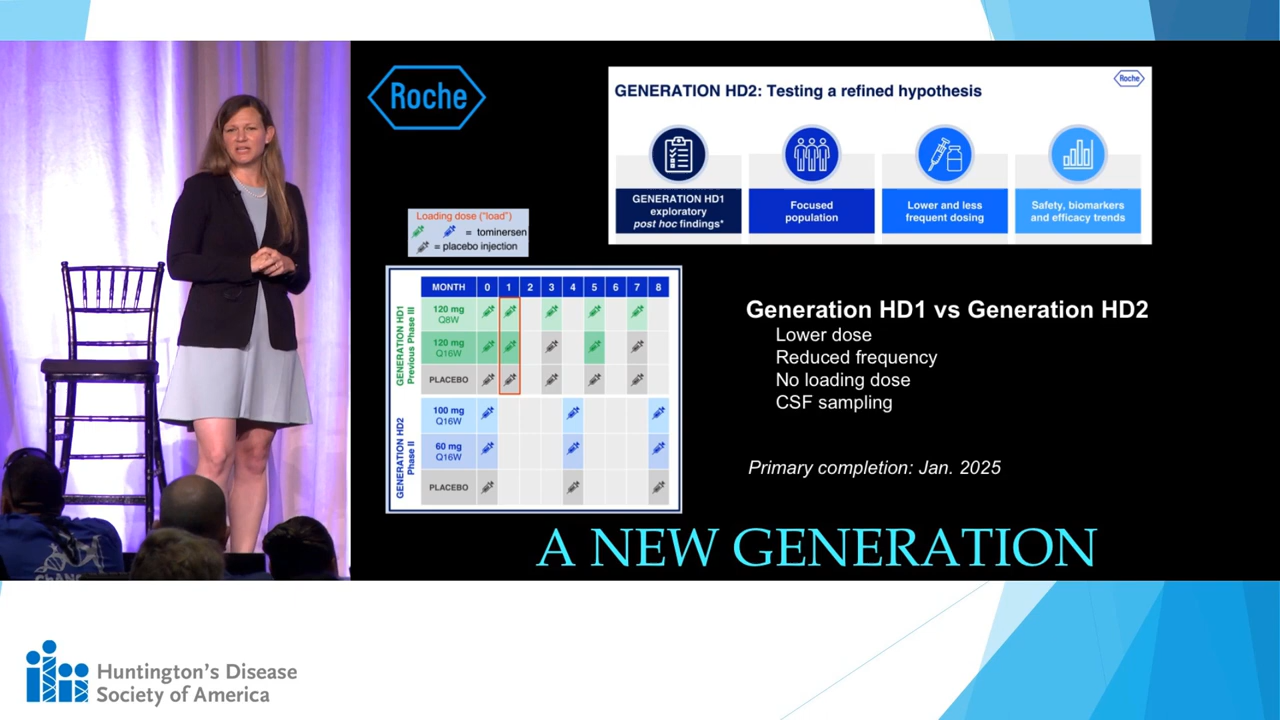 Roche
Roche
GENERATION HD2: Testing a refined hypothesis
GENERATION HD1
exploratory
post hoc findings*
Focused
population
Lower and less
frequent dosing
Safety, biomarkers
and efficacy trends
Loading dose ("load")
= tominersen
= placebo injection
MONTH 0 1 2 3 4 5 6 7 8
GENERATION HD1
Previous Phase III
120 mg
Q8W
120 mg
Q16W
PLACEBO
GENERATION HD2
Phase II
100 mg
Q16W
60 mg
Q16W
PLACEBO
Generation HD1 vs Generation HD2
Lower dose
Reduced frequency
No loading dose
CSF sampling
Primary completion: Jan. 2025
A NEW GENERATION
Huntington's Disease
Society of America